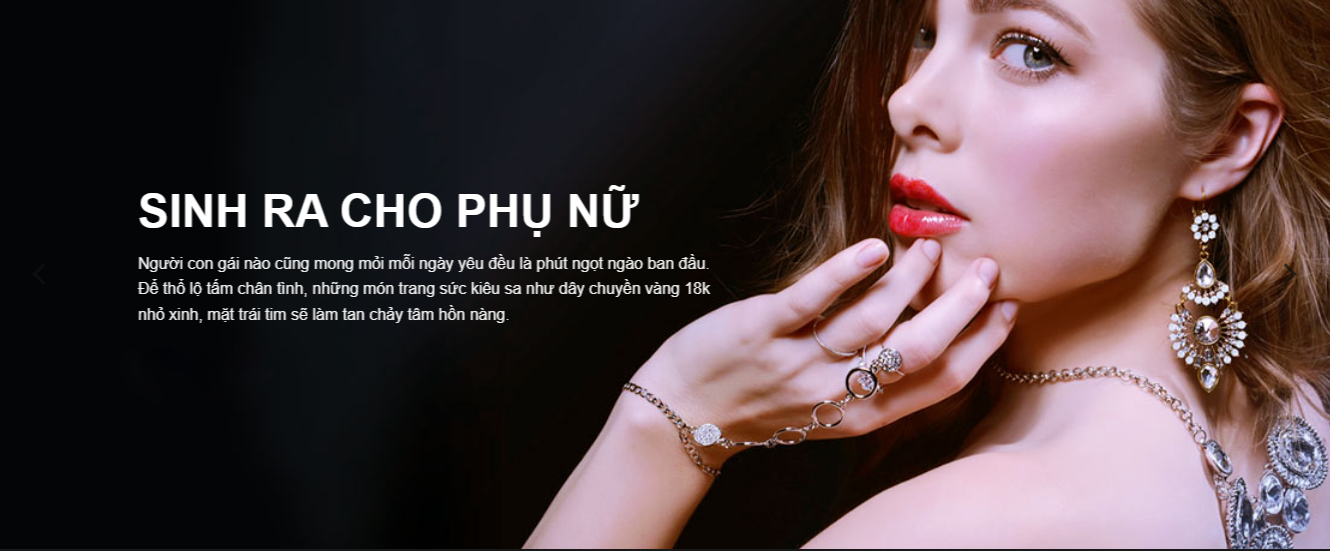 SINH RA CHO PHỤ NỮ
Người con gái nào cũng mong mỏi mỗi ngày yêu đều là phút ngọt ngào ban đầu.
Để thổ lộ tấm chân tình, những món trang sức kiêu sa như dây chuyền vàng 18k
nhỏ xinh, mặt trái tim sẽ làm tan chảy tâm hồn nàng.